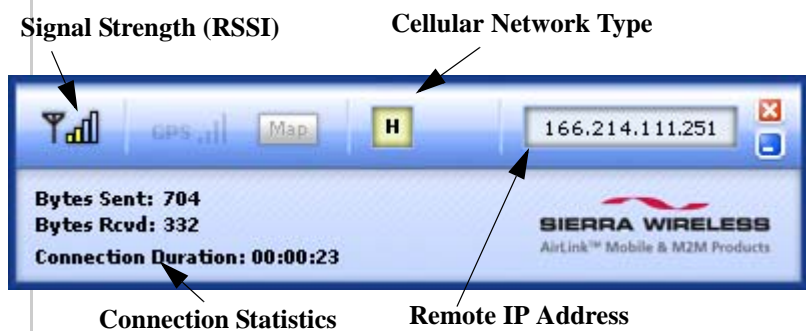 Signal Strength (RSSI)
Cellular Network Type
GPS
Map
H
166.214.111.251
Bytes Sent: 704
Bytes Rcvd: 332
Connection Duration: 00:00:23
SIERRA WIRELESS
AirLink™ Mobile & M2M Products
Connection Statistics
Remote IP Address